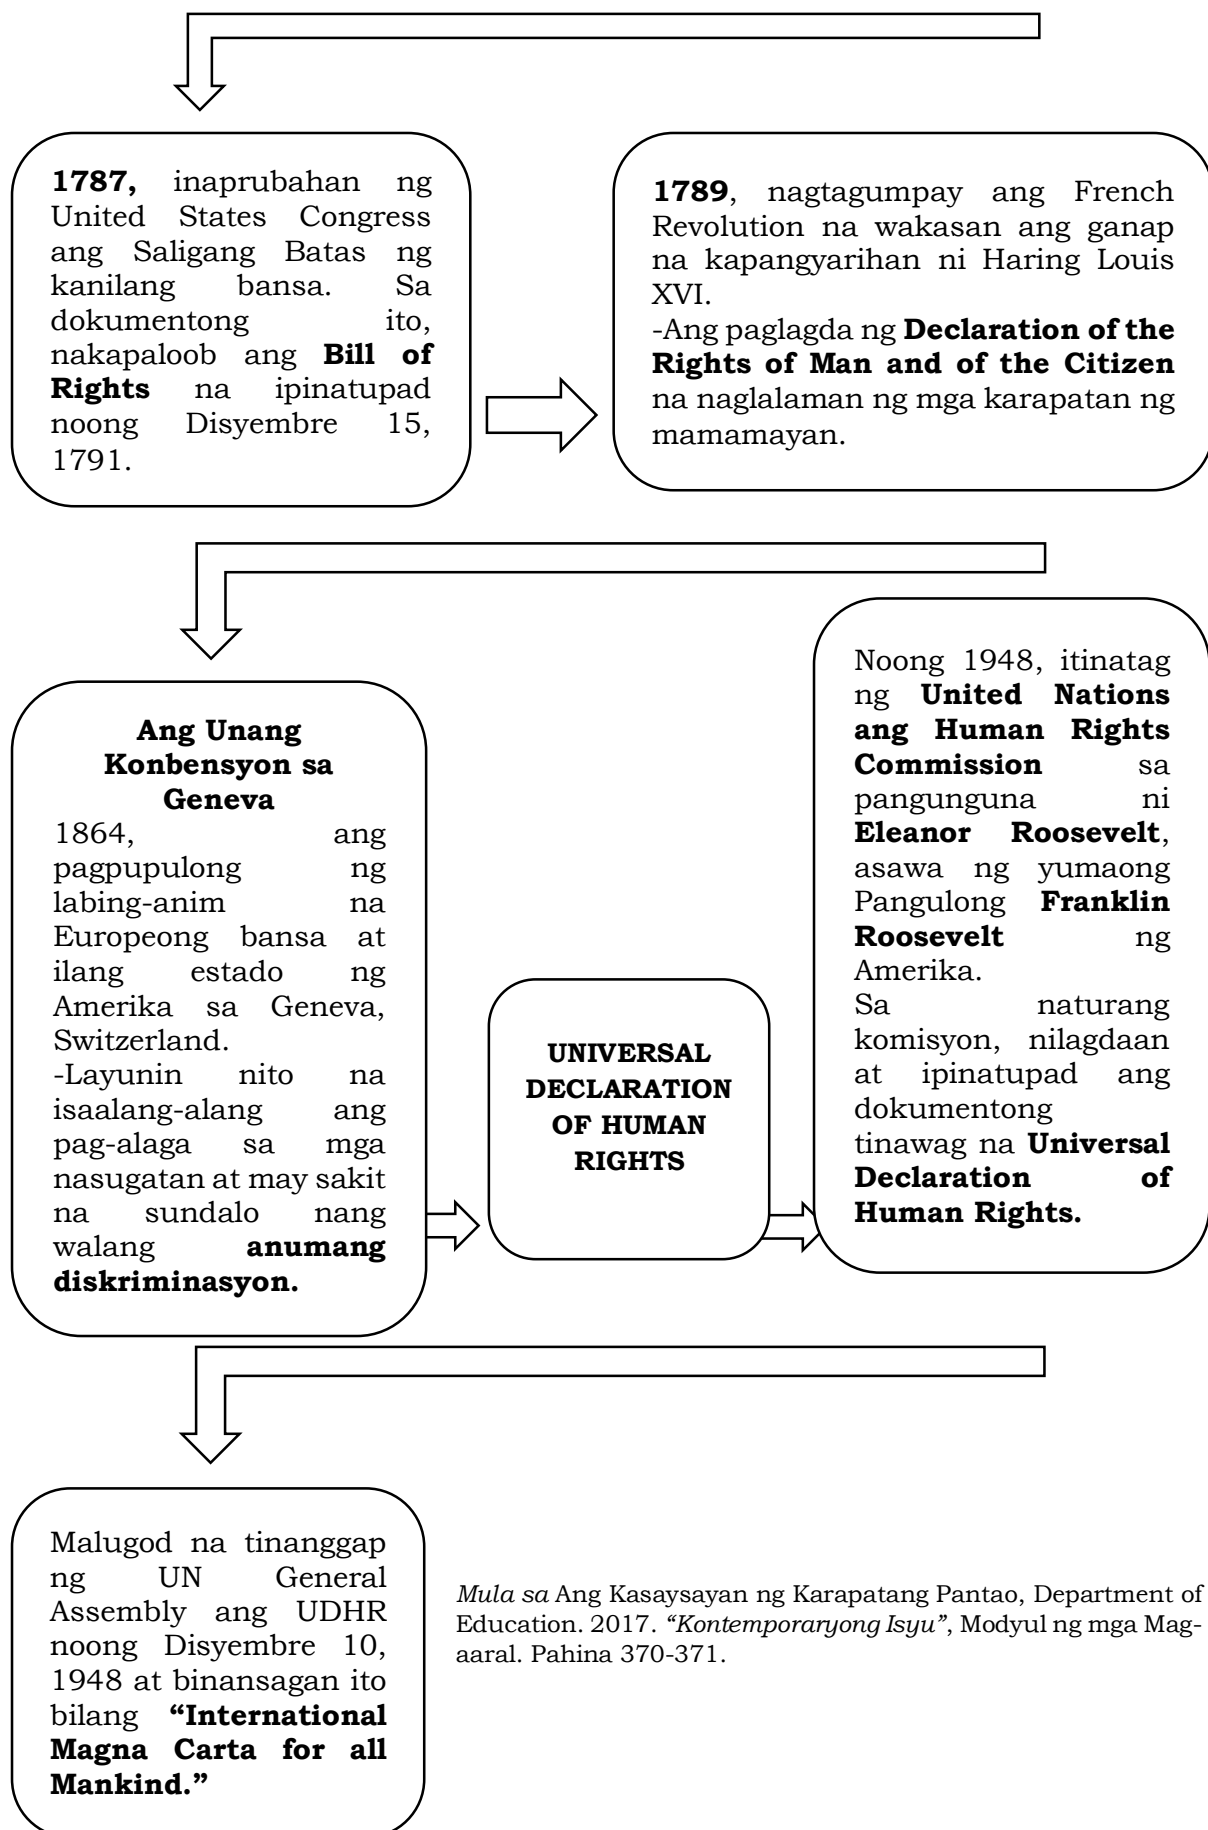 1787, inaprubahan ng
United States Congress
ang Saligang Batas ng
kanilang bansa. Sa
dokumentong ito,
nakapaloob ang Bill of
Rights na ipinatupad
noong Disyembre 15,
1791.
1789, nagtagumpay ang French
Revolution na wakasan ang ganap
na kapangyarihan ni Haring Louis
XVI.
-Ang paglagda ng Declaration of the
Rights of Man and of the Citizen
na naglalaman ng mga karapatan ng
mamamayan.
Ang Unang
Konbensyon sa
Geneva
1864, ang
pagpupulong ng
labing-anim na
Europeong bansa at
ilang estado ng
Amerika sa Geneva,
Switzerland.
-Layunin nito na
isaalang-alang ang
pag-alaga sa mga
nasugatan at may sakit
na sundalo nang
walang anumang
diskriminasyon.
UNIVERSAL
DECLARATION
OF HUMAN
RIGHTS
Noong 1948, itinatag
ng United Nations
ang Human Rights
Commission sa
pangunguna ni
Eleanor Roosevelt,
asawa ng yumaong
Pangulong Franklin
Roosevelt ng
Amerika.
Sa naturang
komisyon, nilagdaan
at ipinatupad ang
dokumentong
tinawag na Universal
Declaration of
Human Rights.
Malugod na tinanggap
ng UN General
Assembly ang UDHR
noong Disyembre 10,
1948 at binansagan ito
bilang “International
Magna Carta for all
Mankind.”
Mula sa Ang Kasaysayan ng Karapatang Pantao, Department of
Education. 2017. “Kontemporaryong Isyu”, Modyul ng mga Mag-
aaral. Pahina 370-371.